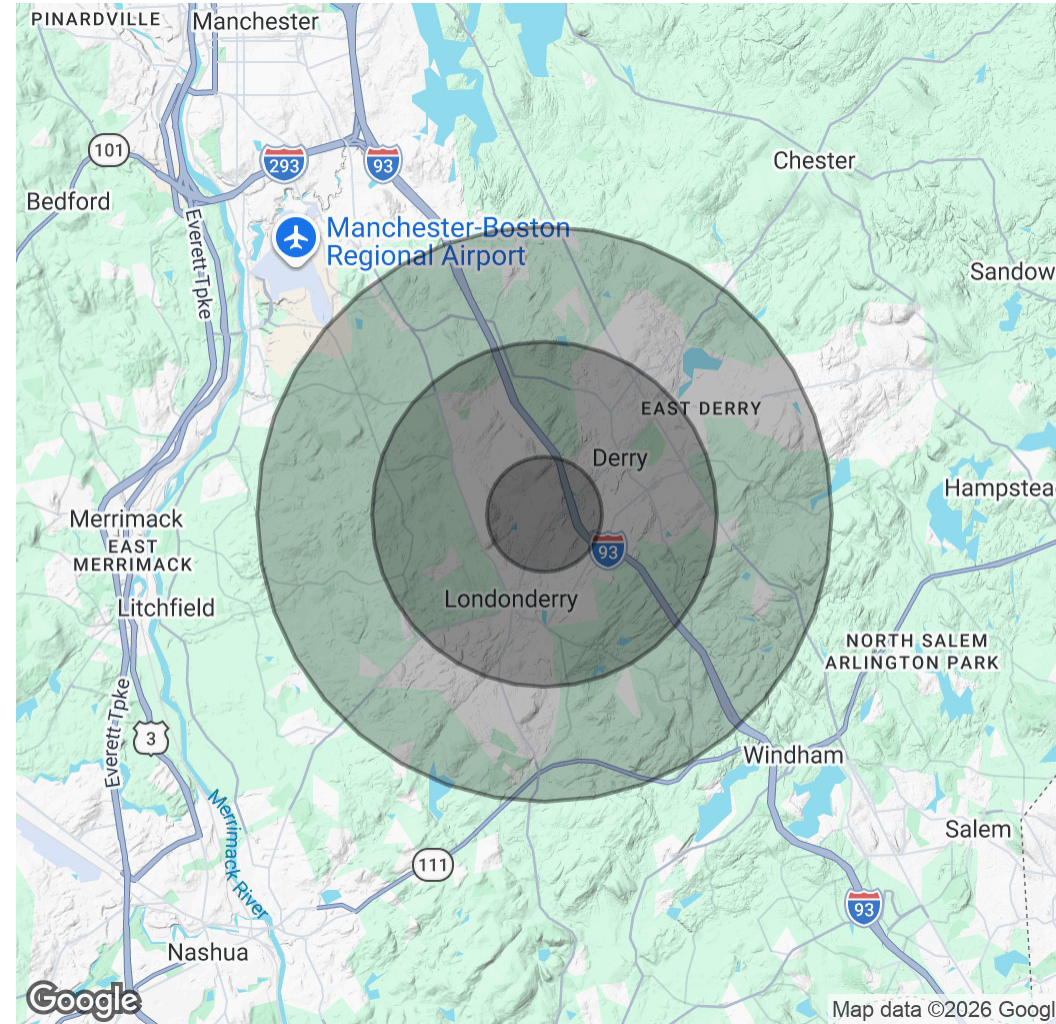 PINARDVILLE
Manchester
101
293
93
Chester
Bedford
Everett Tpke
Manchester-Boston
Regional Airport
Sandow
EAST DERRY
Derry
Hampstea
Merrimack
EAST
MERRIMACK
93
Londonderry
Litchfield
NORTH SALEM
ARLINGTON PARK
Everett Tpke
3
Windham
Merrimack River
Salem
111
93
Nashua
Google
Map data ©2026 Googl